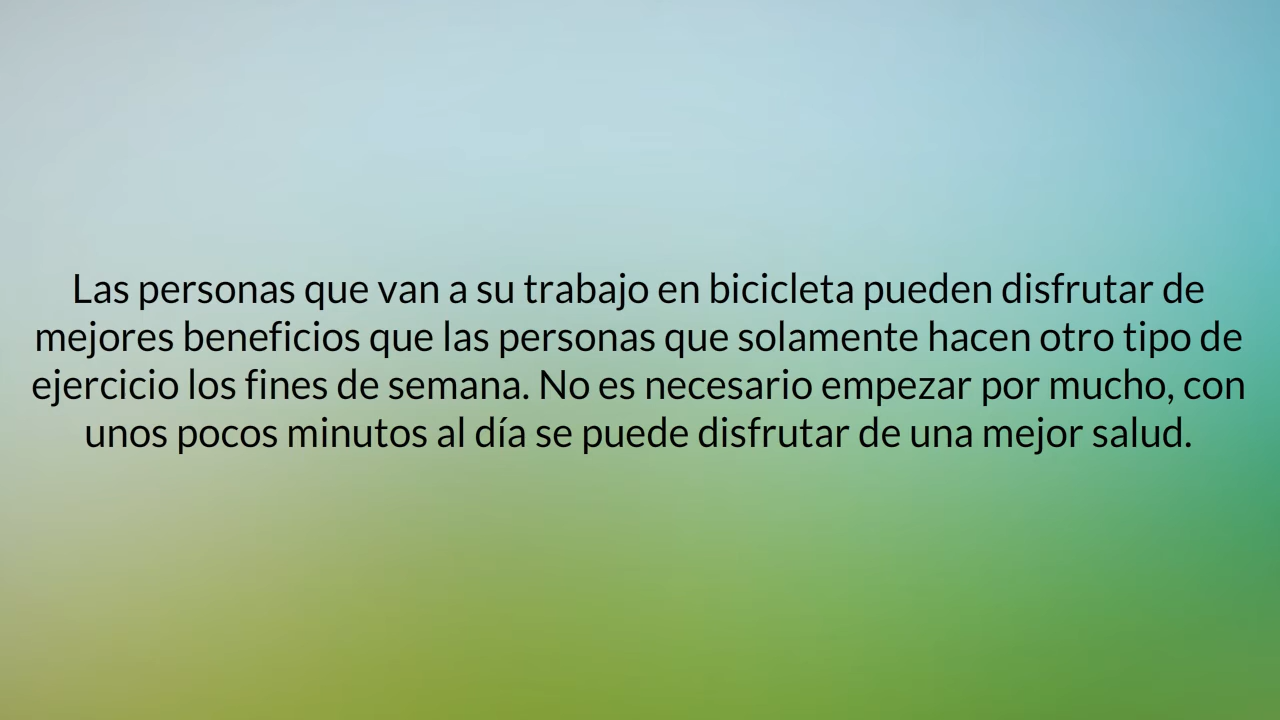 Las personas que van a su trabajo en bicicleta pueden disfrutar de
mejores beneficios que las personas que solamente hacen otro tipo de
ejercicio los fines de semana. No es necesario empezar por mucho, con
unos pocos minutos al día se puede disfrutar de una mejor salud.